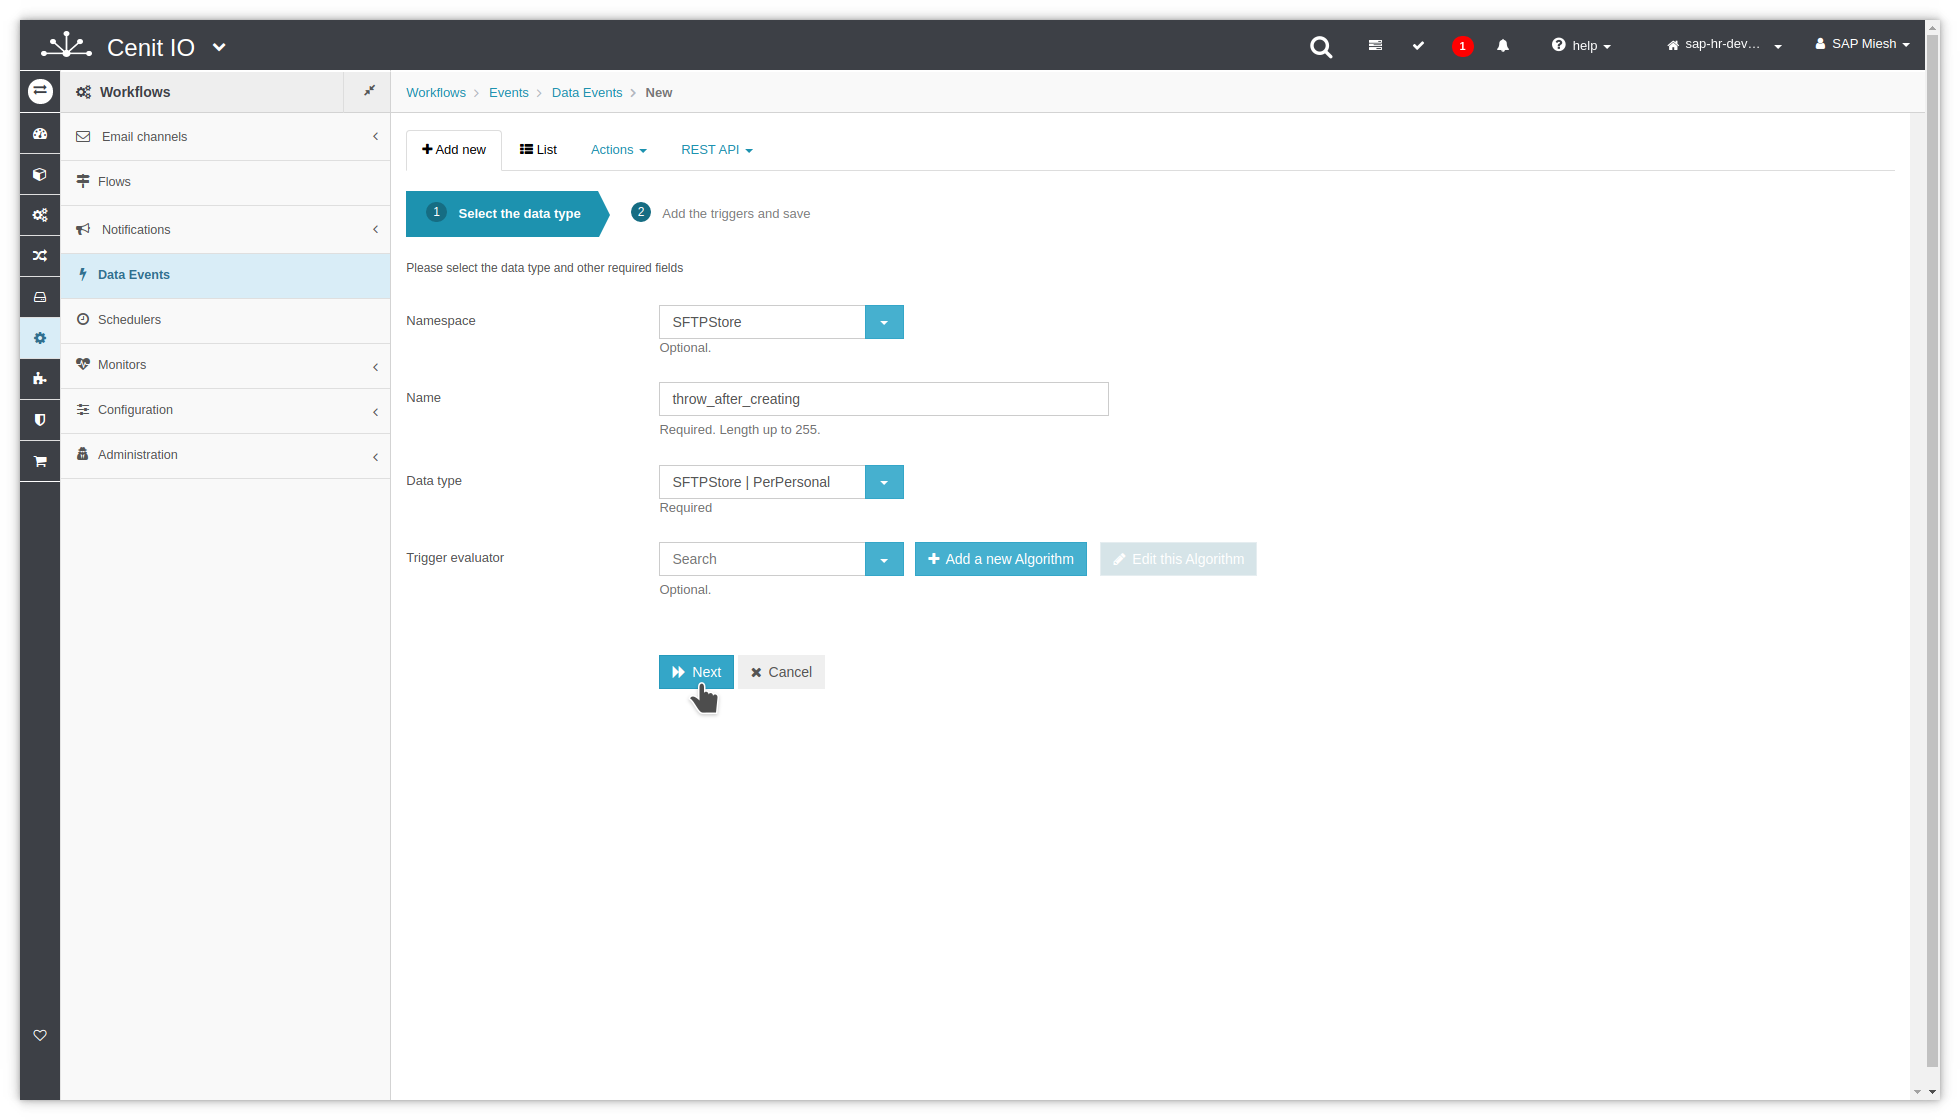 Cenit IO
1
help
sap-hr-dev...
SAP Miesh
Workflows
Workflows
Events
Data Events
New
Email channels
Flows
Notifications
Data Events
Schedulers
Monitors
Configuration
Administration
Add new
List
Actions
REST API
1
Select the data type
2
Add the triggers and save
Please select the data type and other required fields
Namespace
SFTPStore
Optional.
Name
throw_after_creating
Required. Length up to 255.
Data type
SFTPStore | PerPersonal
Required
Trigger evaluator
Search
Add a new Algorithm
Edit this Algorithm
Optional.
Next
Cancel